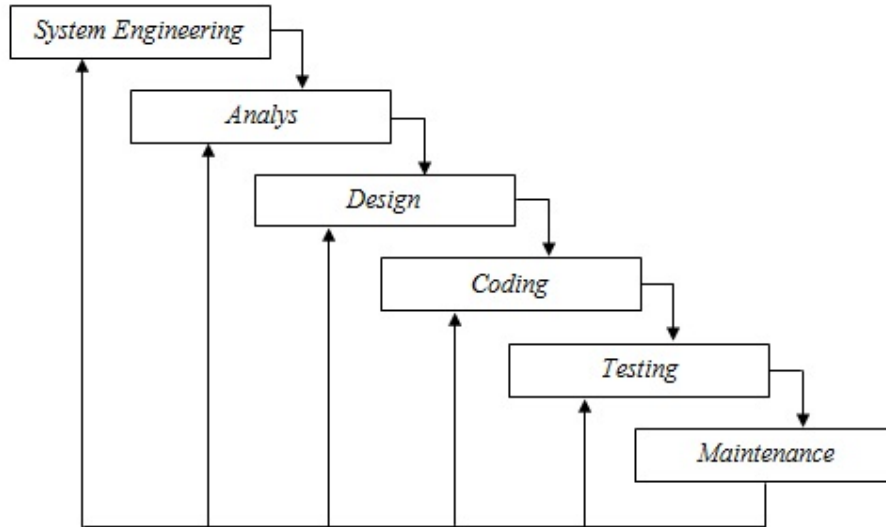 System Engineering
Analys
Design
Coding
Testing
Maintenance